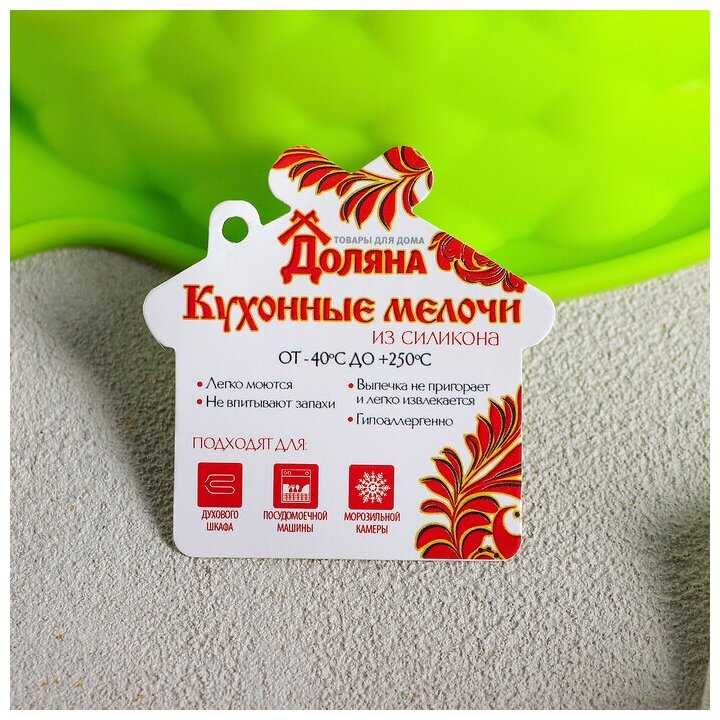 ТОВАРЫ ДЛЯ ДОМА
ДОЛЯНА
КУХОННЫЕ МЕЛОЧИ
ИЗ СИЛИКОНА
ОТ -40°С ДО +250°С
• Легко моются
• Не впитывают запахи
• Выпечка не пригорает
и легко извлекается
• Гипоаллергенно
ПОДХОДЯТ ДЛЯ:
ДУХОВОГО
ШКАФА
ПОСУДОМОЕЧНОЙ
МАШИНЫ
МОРОЗИЛЬНОЙ
КАМЕРЫ